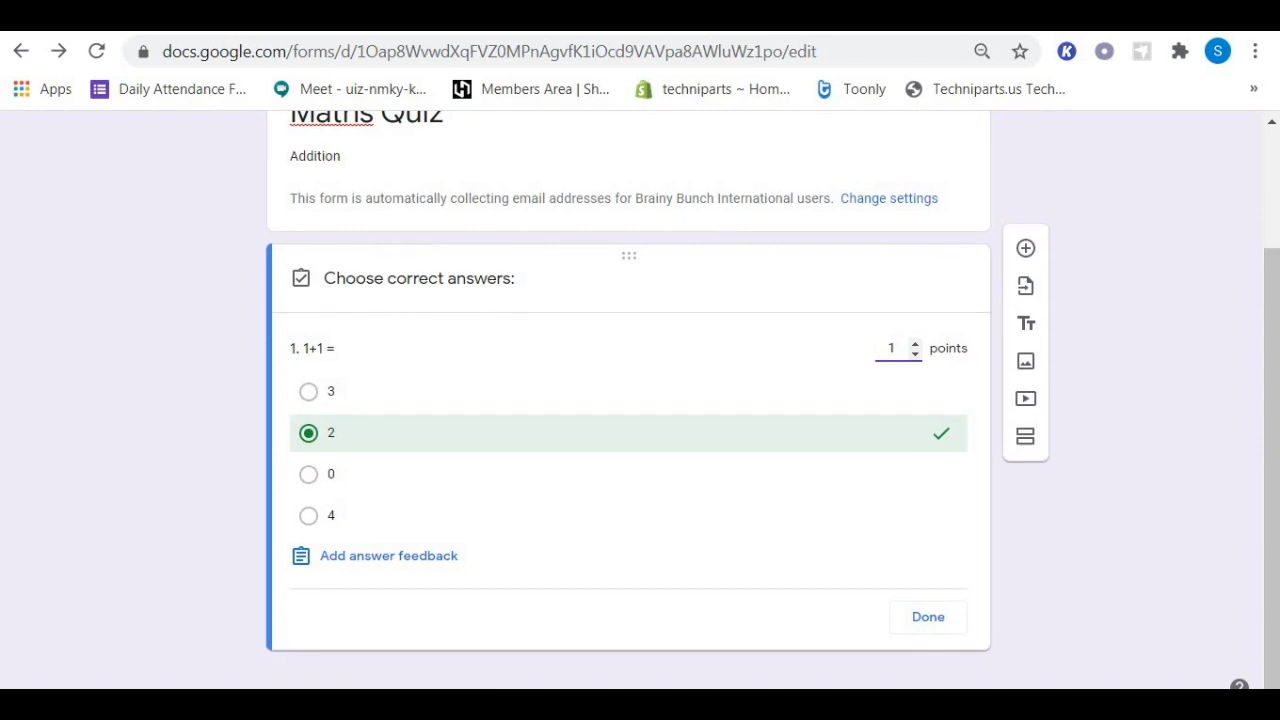 docs.google.com/forms/d/1Oap8WvwdXqFVZ0MPnAgvfK1iOcd9VAVpa8AWluWz1po/edit
K
S
Apps
Daily Attendance F...
Meet - uiz-nmky-k...
Members Area | Sh...
techniparts ~ Hom...
Toonly
Techniparts.us Tech...
»
Maths Quiz
Addition
This form is automatically collecting email addresses for Brainy Bunch International users. Change settings
Choose correct answers:
1. 1+1 =
1 points
3
2
0
4
Add answer feedback
Done
Tт
?